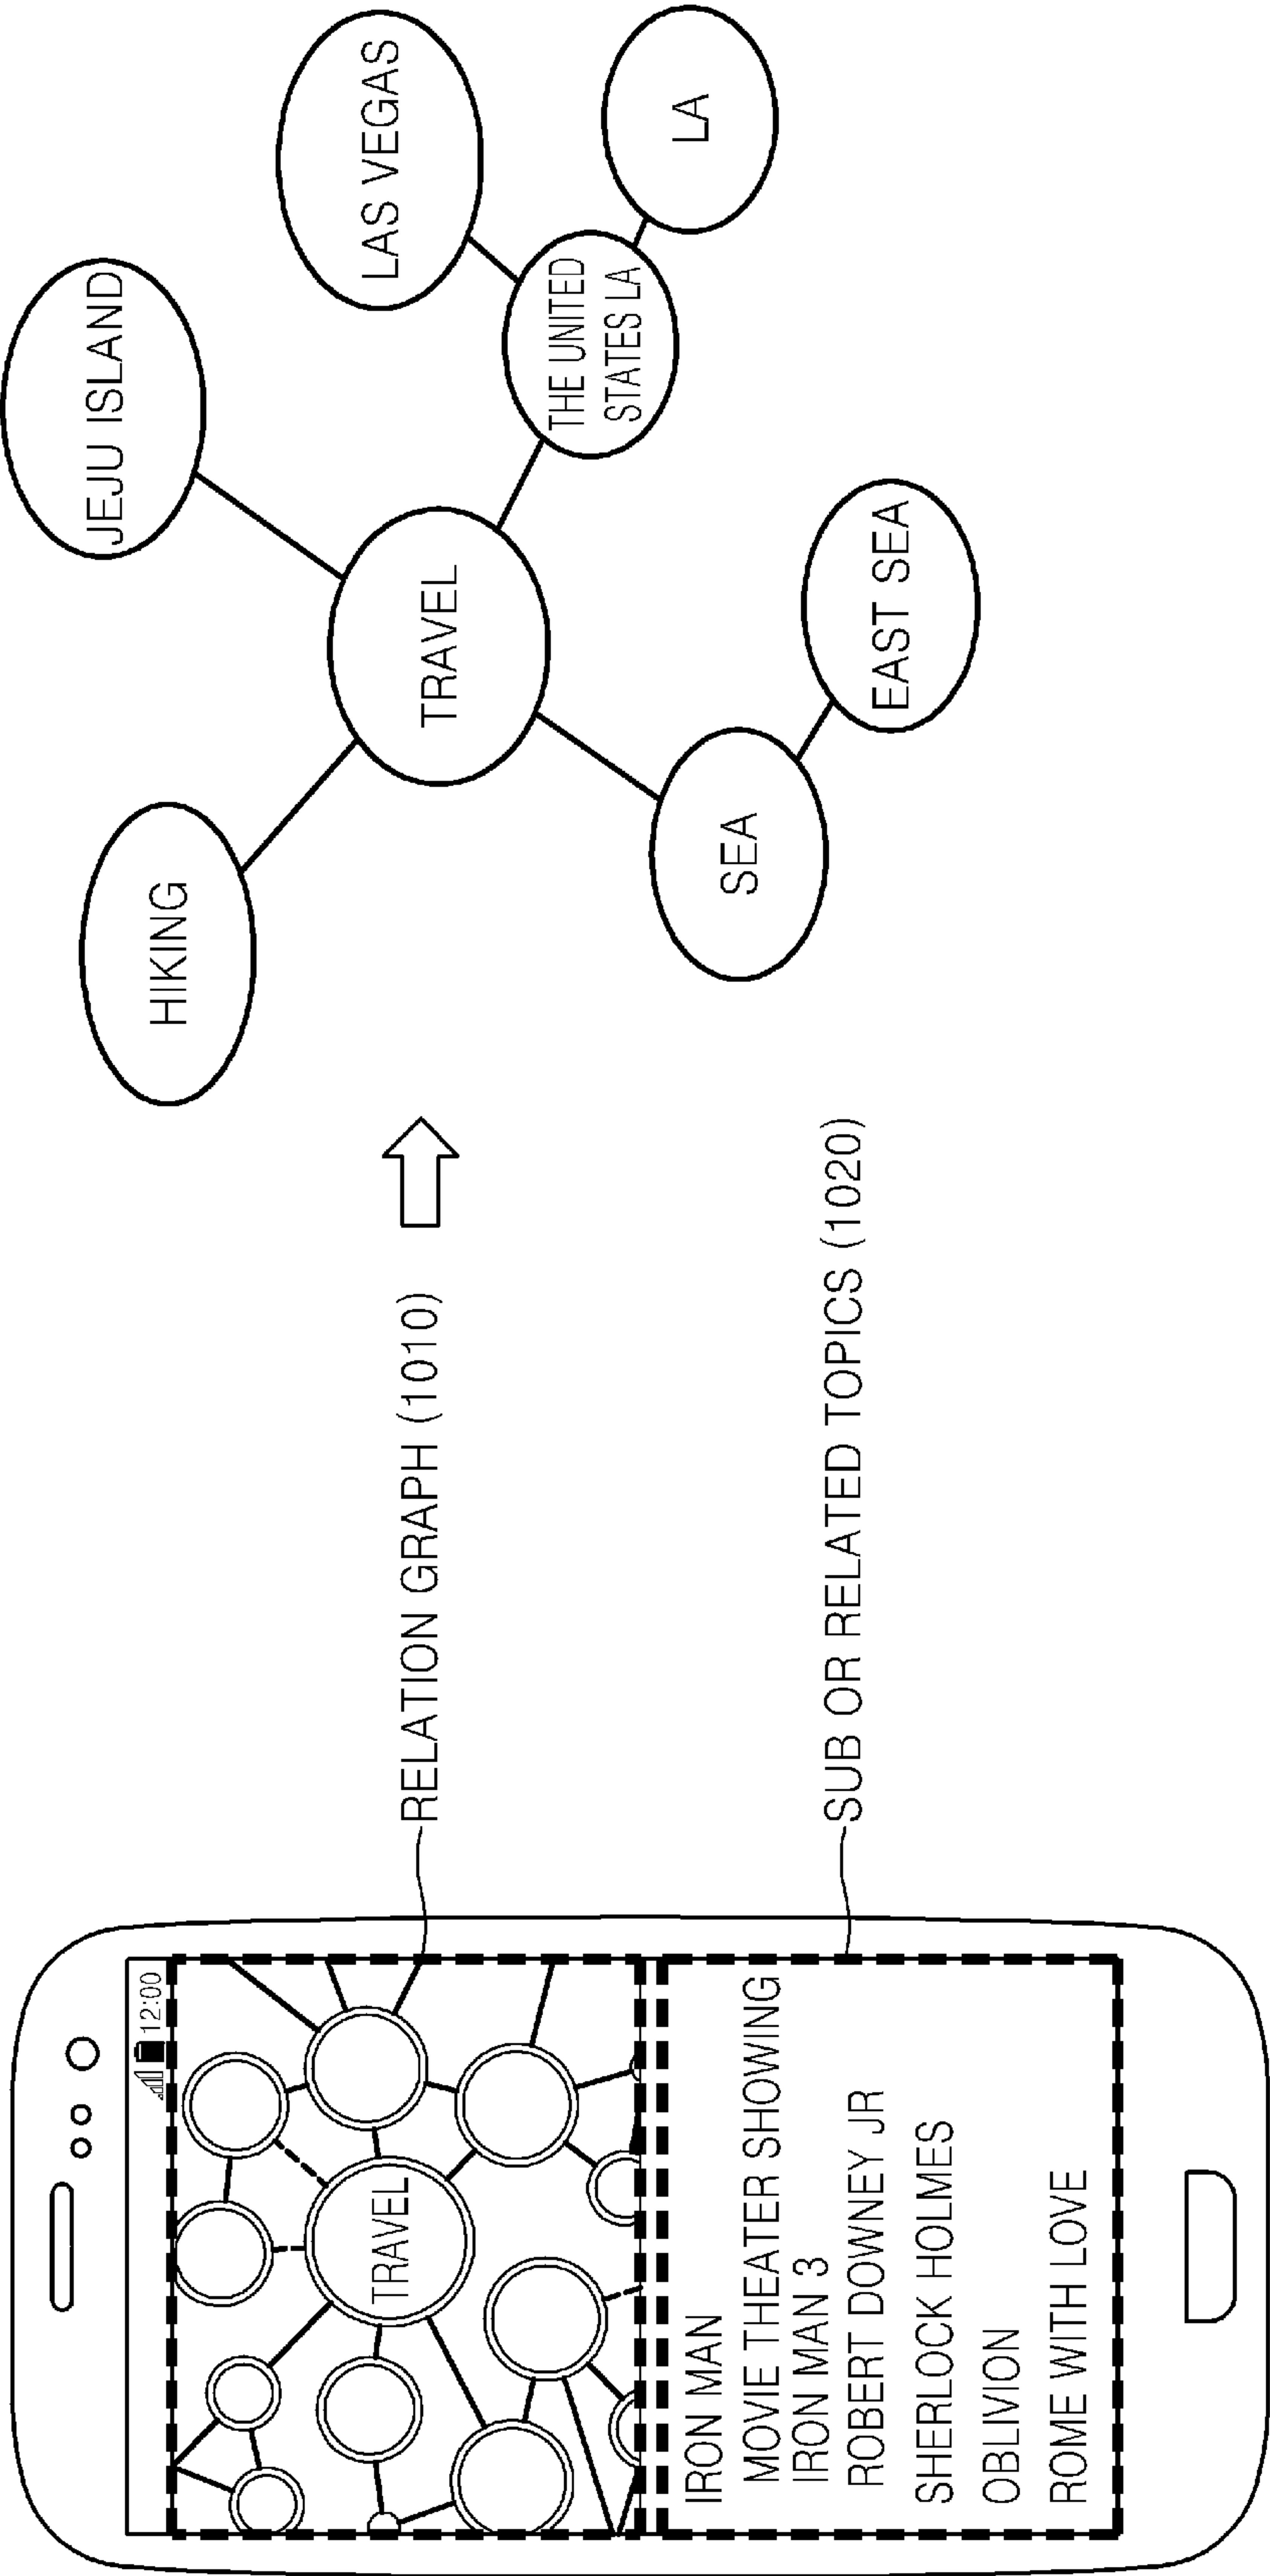 12:00
TRAVEL
IRON MAN
MOVIE THEATER SHOWING
IRON MAN 3
ROBERT DOWNEY JR
SHERLOCK HOLMES
OBLIVION
ROME WITH LOVE
RELATION GRAPH (1010)
SUB OR RELATED TOPICS (1020)
HIKING
JEJU ISLAND
TRAVEL
LAS VEGAS
THE UNITED
STATES LA
LA
SEA
EAST SEA